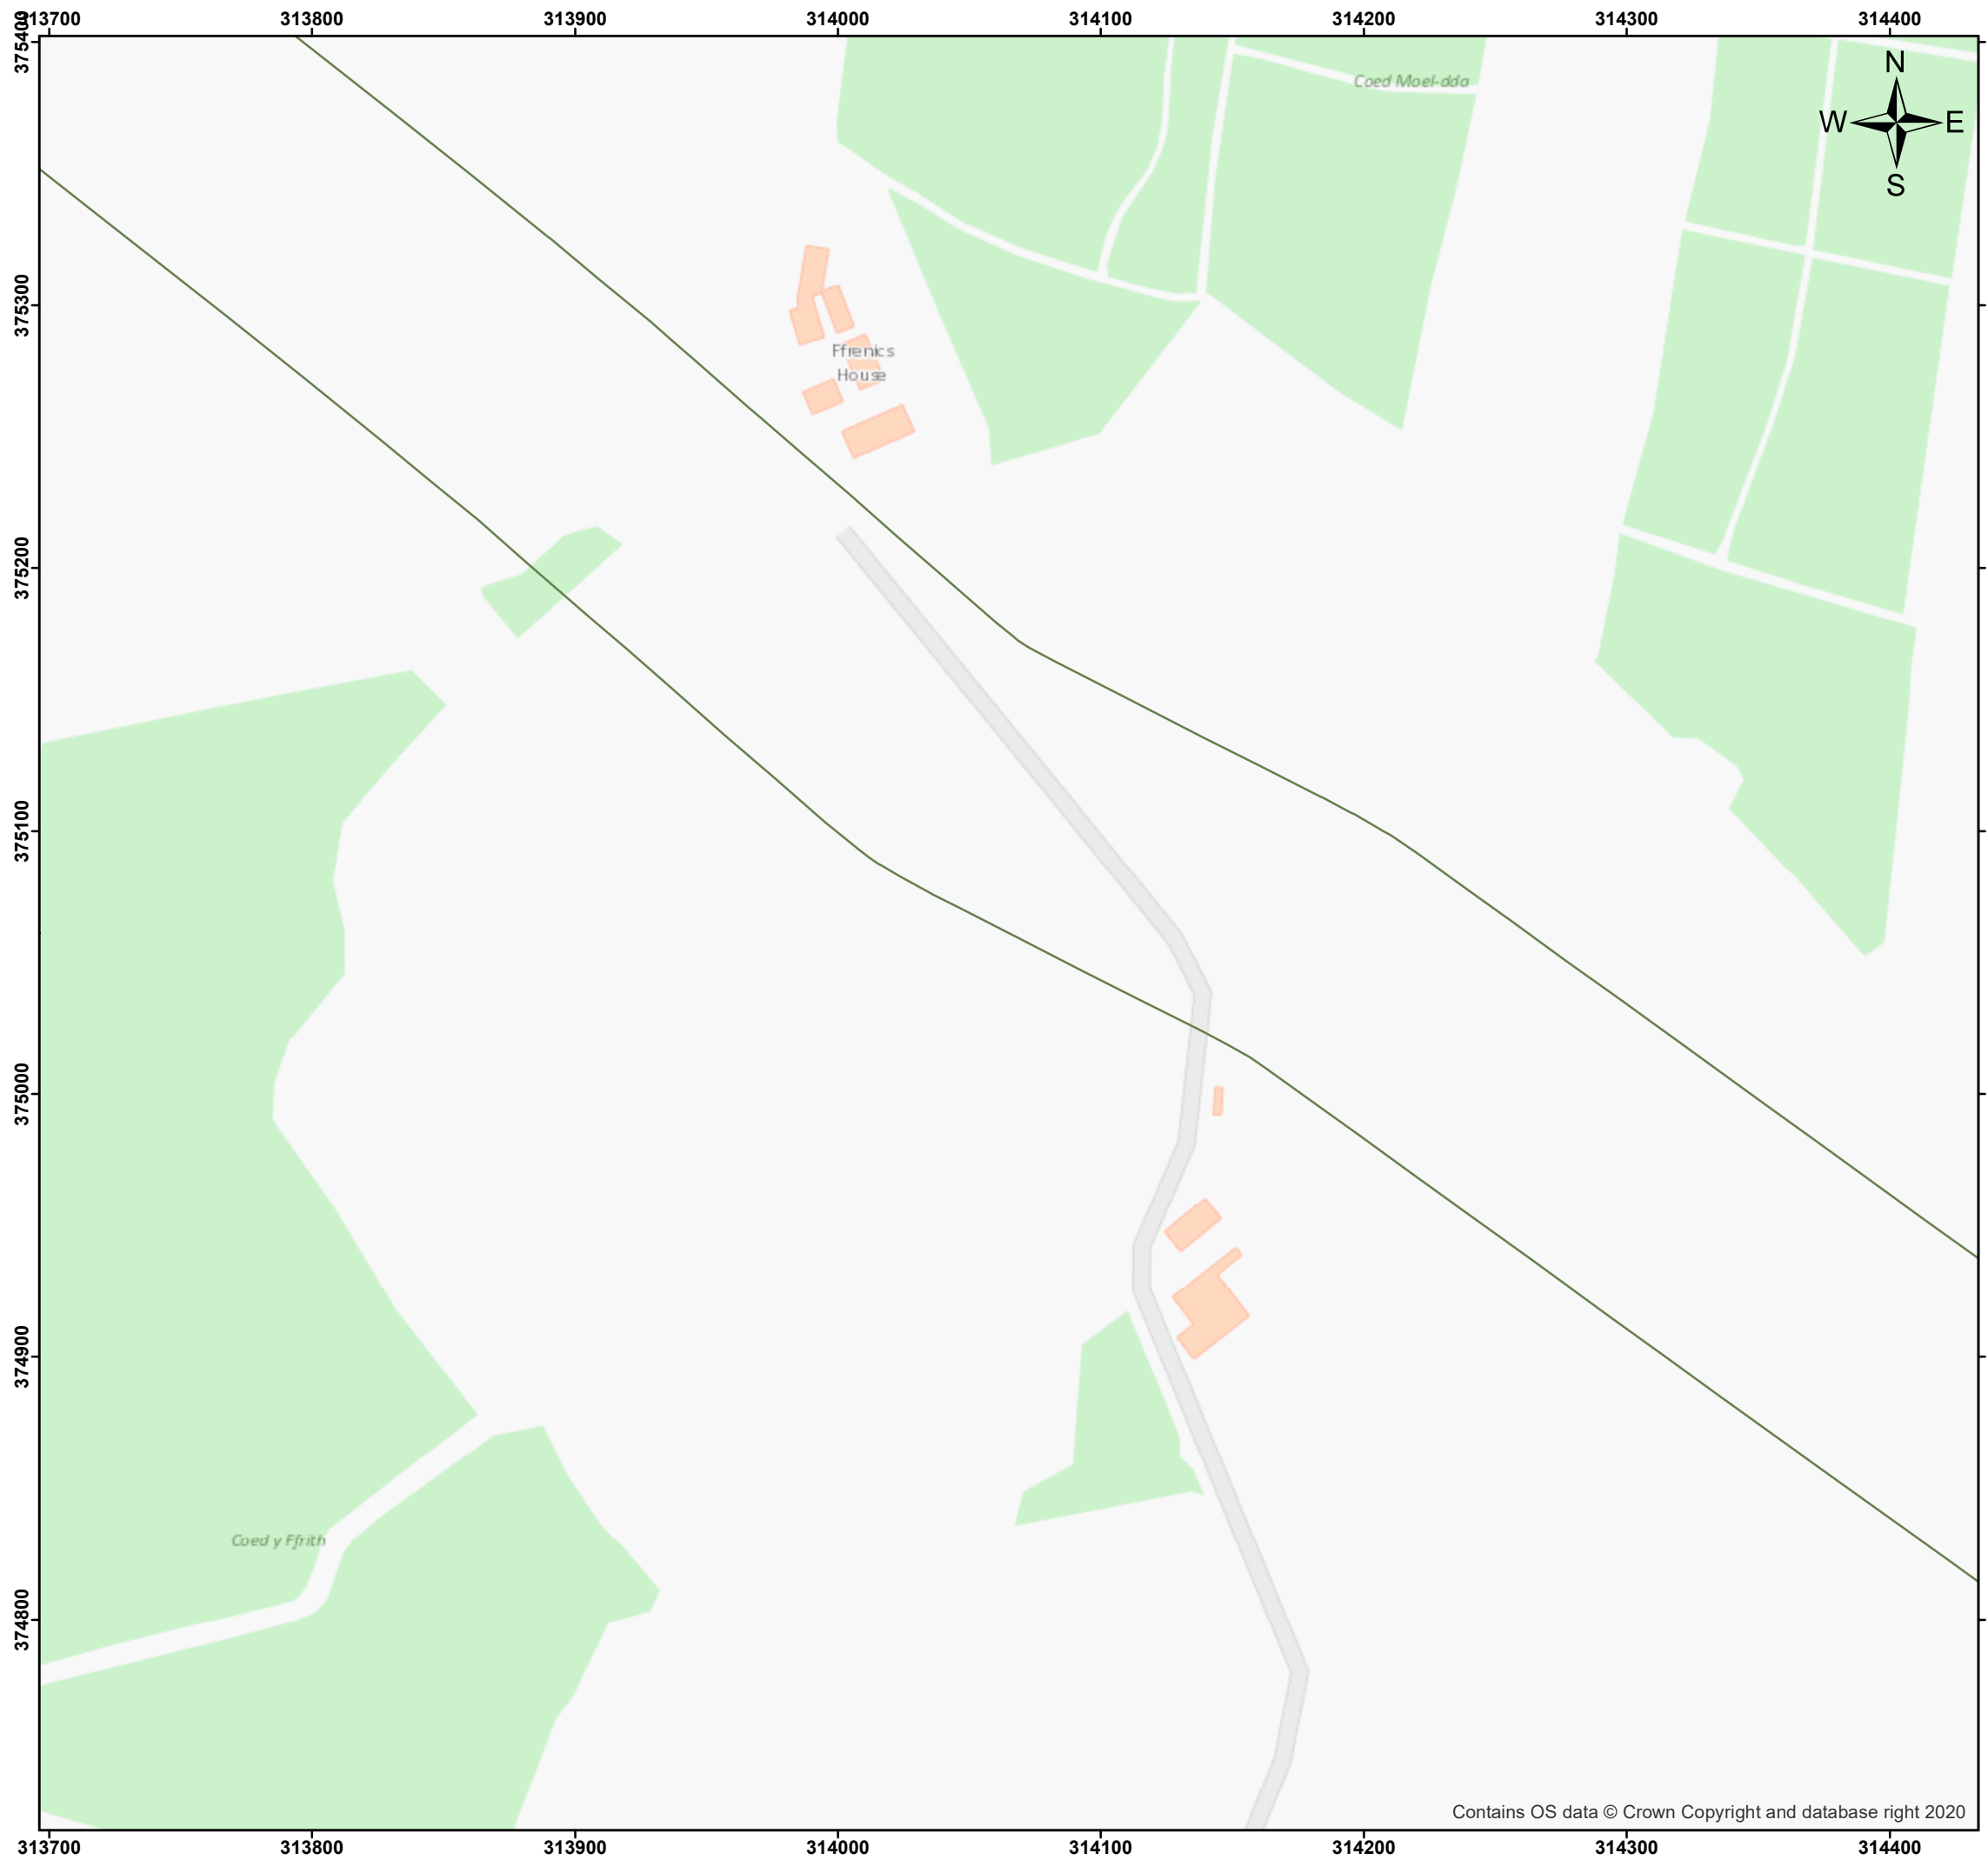 313700 313800 313900 314000 314100 314200 314300 314400
375400
N
Coed Moel-dda
W E
S
375300
Ffrenics
House
375200
375100
375000
374900
Coed y Ffrith
374800
Contains OS data © Crown Copyright and database right 2020
313700 313800 313900 314000 314100 314200 314300 314400